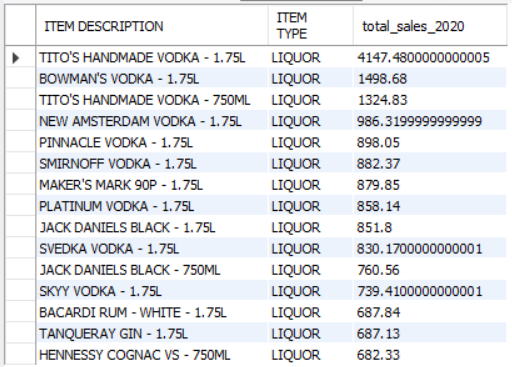 ITEM DESCRIPTION ITEM TYPE total_sales_2020
TITO'S HANDMADE VODKA - 1.75L LIQUOR 4147.4800000000005
BOWMAN'S VODKA - 1.75L LIQUOR 1498.68
TITO'S HANDMADE VODKA - 750ML LIQUOR 1324.83
NEW AMSTERDAM VODKA - 1.75L LIQUOR 986.3199999999999
PINNACLE VODKA - 1.75L LIQUOR 898.05
SMIRNOFF VODKA - 1.75L LIQUOR 882.37
MAKER'S MARK 90P - 1.75L LIQUOR 879.85
PLATINUM VODKA - 1.75L LIQUOR 858.14
JACK DANIELS BLACK - 1.75L LIQUOR 851.8
SVEDKA VODKA - 1.75L LIQUOR 830.1700000000001
JACK DANIELS BLACK - 750ML LIQUOR 760.56
SKYY VODKA - 1.75L LIQUOR 739.4100000000001
BACARDI RUM - WHITE - 1.75L LIQUOR 687.84
TANQUERAY GIN - 1.75L LIQUOR 687.13
HENNESSY COGNAC VS - 750ML LIQUOR 682.33